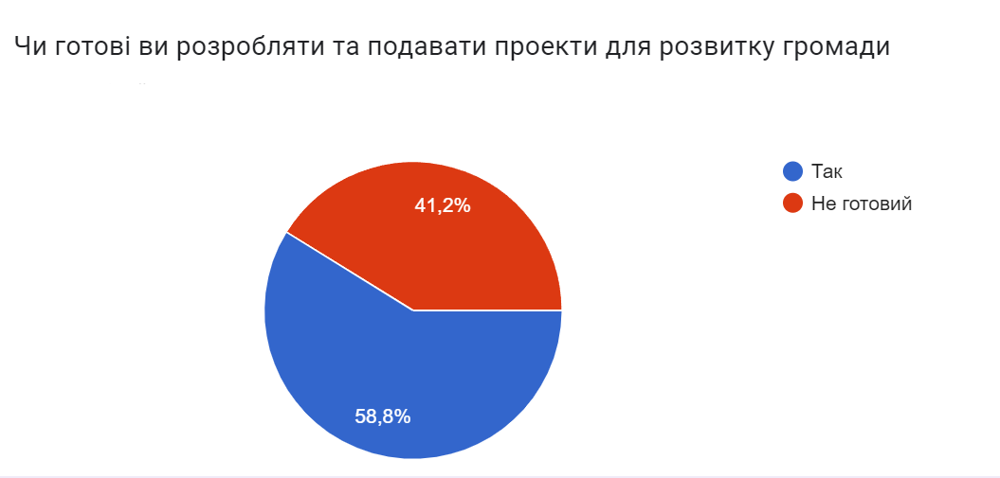 Чи готові ви розробляти та подавати проекти для розвитку громади
Так
Не готовий
41,2%
58,8%